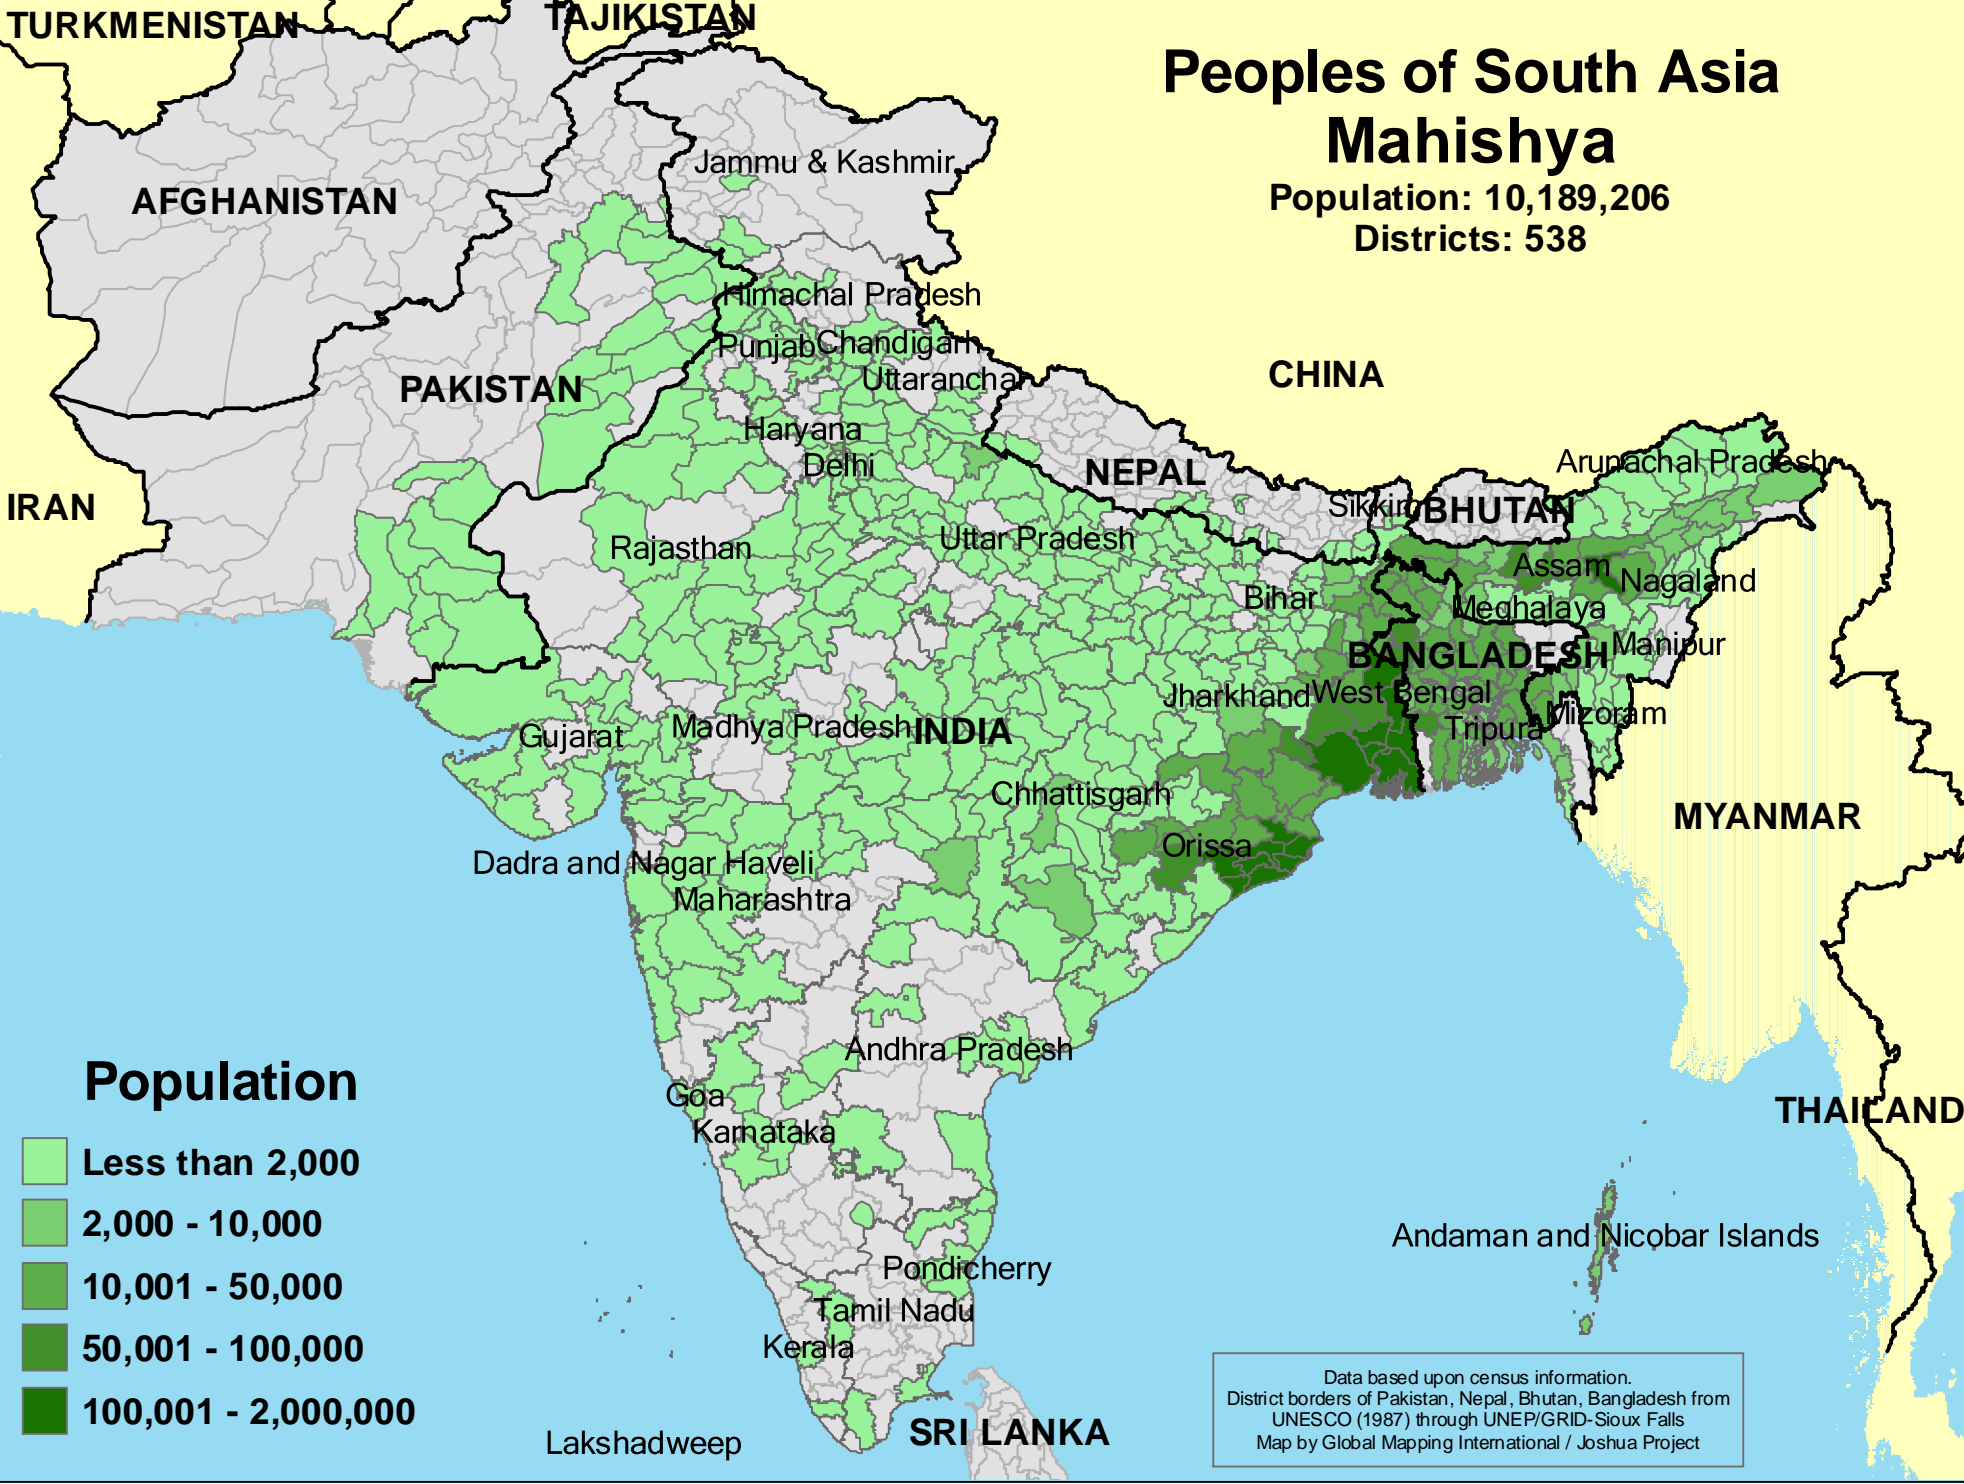 TURKMENISTAN
TAJIKISTAN
Peoples of South Asia
Mahishya
Population: 10,189,206
Districts: 538
Jammu & Kashmir
AFGHANISTAN
Himachal Pradesh
Punjab
Chandigarh
CHINA
Uttaranchal
PAKISTAN
Haryana
Delhi
NEPAL
Arunachal Pradesh
IRAN
Sikkim
BHUTAN
Rajasthan
Uttar Pradesh
Assam
Nagaland
Bihar
Meghalaya
BANGLADESH
Manipur
Jharkhand
West Bengal
Mizoram
Gujarat
Madhya Pradesh
INDIA
Tripura
Chhattisgarh
MYANMAR
Orissa
Dadra and Nagar Haveli
Maharashtra
Andhra Pradesh
Goa
THAILAND
Karnataka
Andaman and Nicobar Islands
Pondicherry
Tamil Nadu
Kerala
SRI LANKA
Lakshadweep
Population
Less than 2,000
2,000 - 10,000
10,001 - 50,000
50,001 - 100,000
100,001 - 2,000,000
Data based upon census information.
District borders of Pakistan, Nepal, Bhutan, Bangladesh from
UNESCO (1987) through UNEP/GRID-Sioux Falls
Map by Global Mapping International / Joshua Project